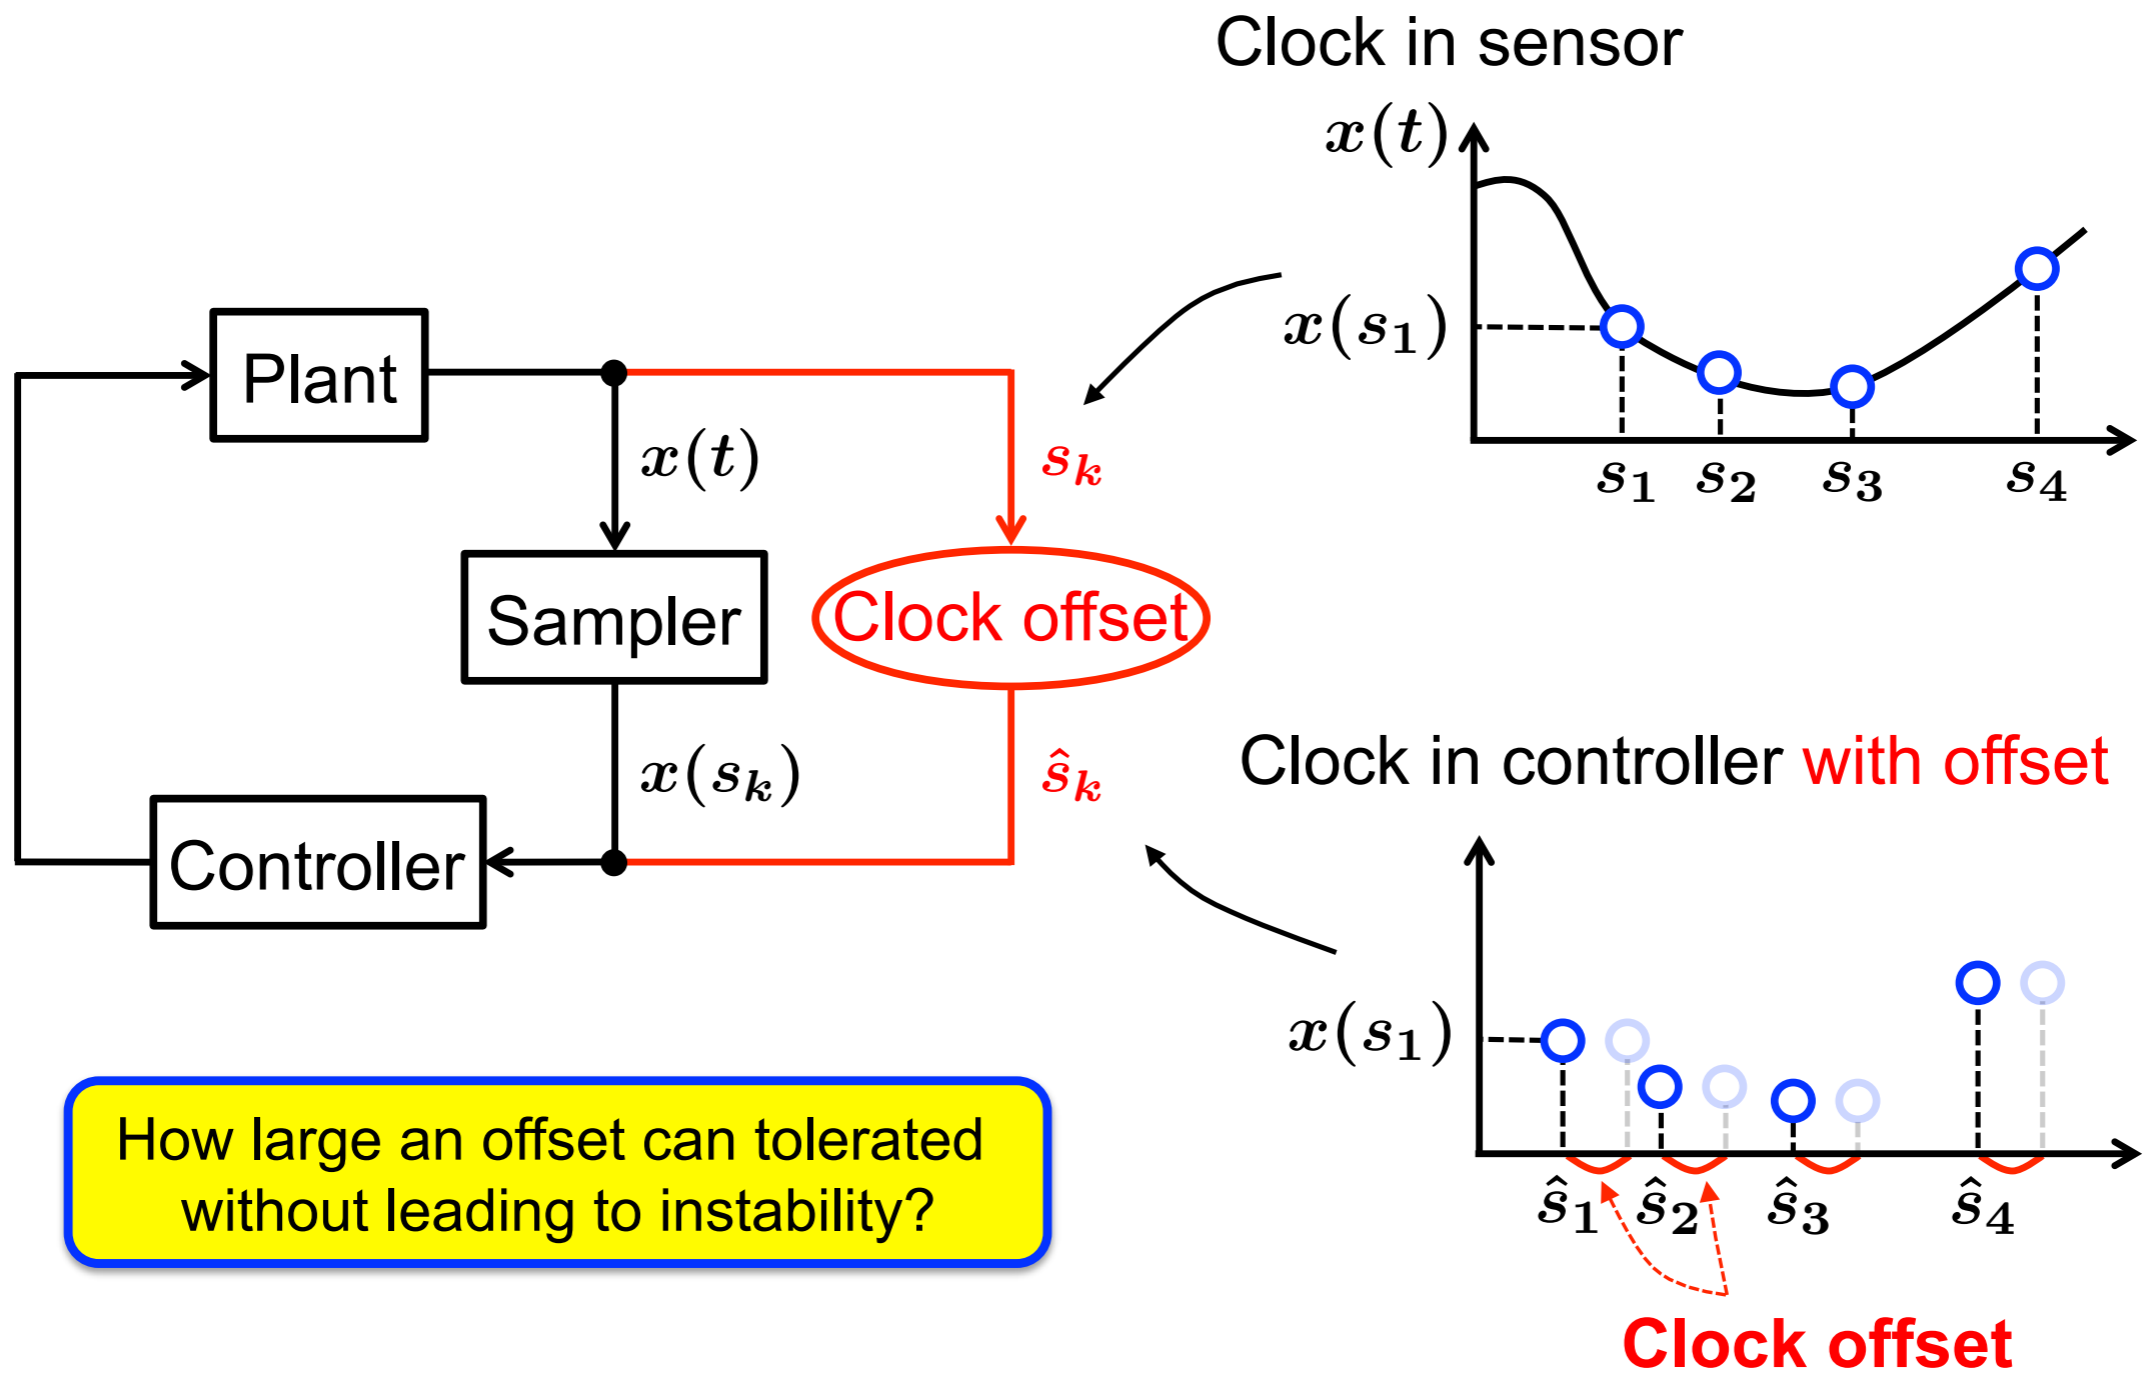 Clock in sensor
x(t)
x(s₁)
s₁ s₂ s₃ s₄
Plant
x(t)
sₖ
Sampler
Clock offset
x(sₖ)
ŝₖ
Controller
Clock in controller with offset
x(s₁)
ŝ₁ ŝ₂ ŝ₃ ŝ₄
Clock offset
How large an offset can tolerated
without leading to instability?